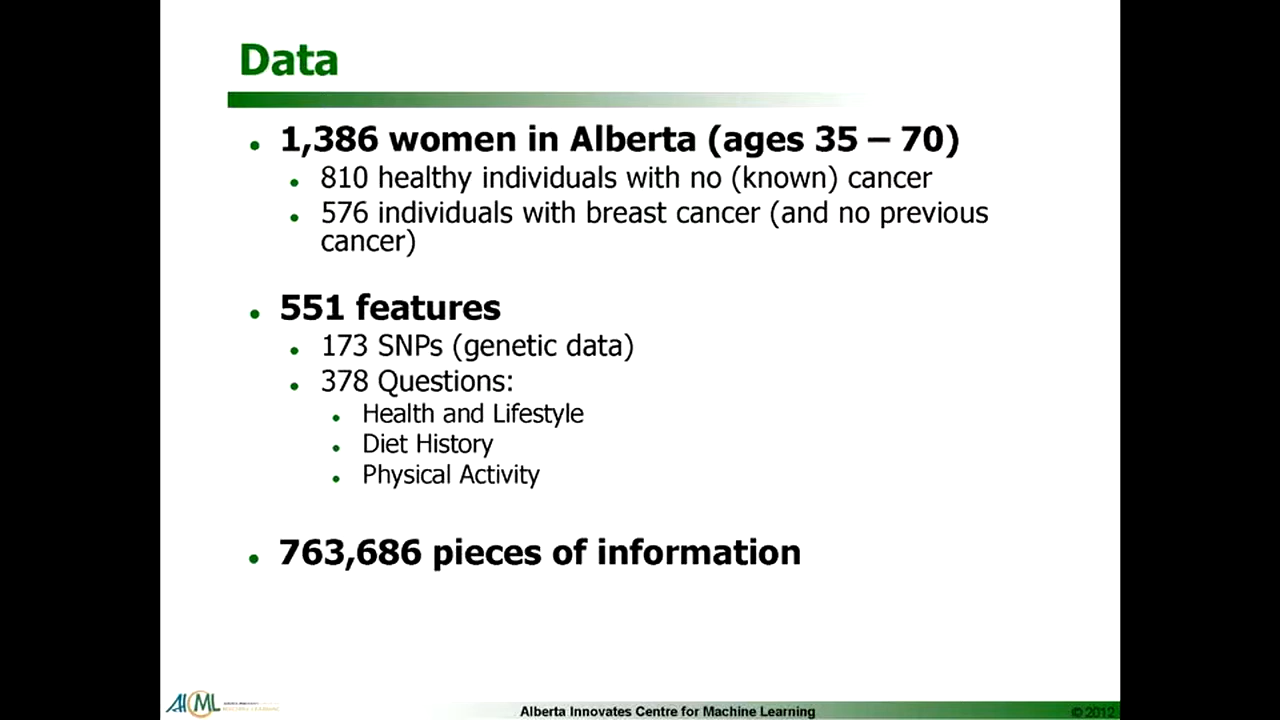 Data
• 1,386 women in Alberta (ages 35 – 70)
• 810 healthy individuals with no (known) cancer
• 576 individuals with breast cancer (and no previous
cancer)
• 551 features
• 173 SNPs (genetic data)
• 378 Questions:
• Health and Lifestyle
• Diet History
• Physical Activity
• 763,686 pieces of information
AICML
Alberta Innovates Centre for Machine Learning
© 2012